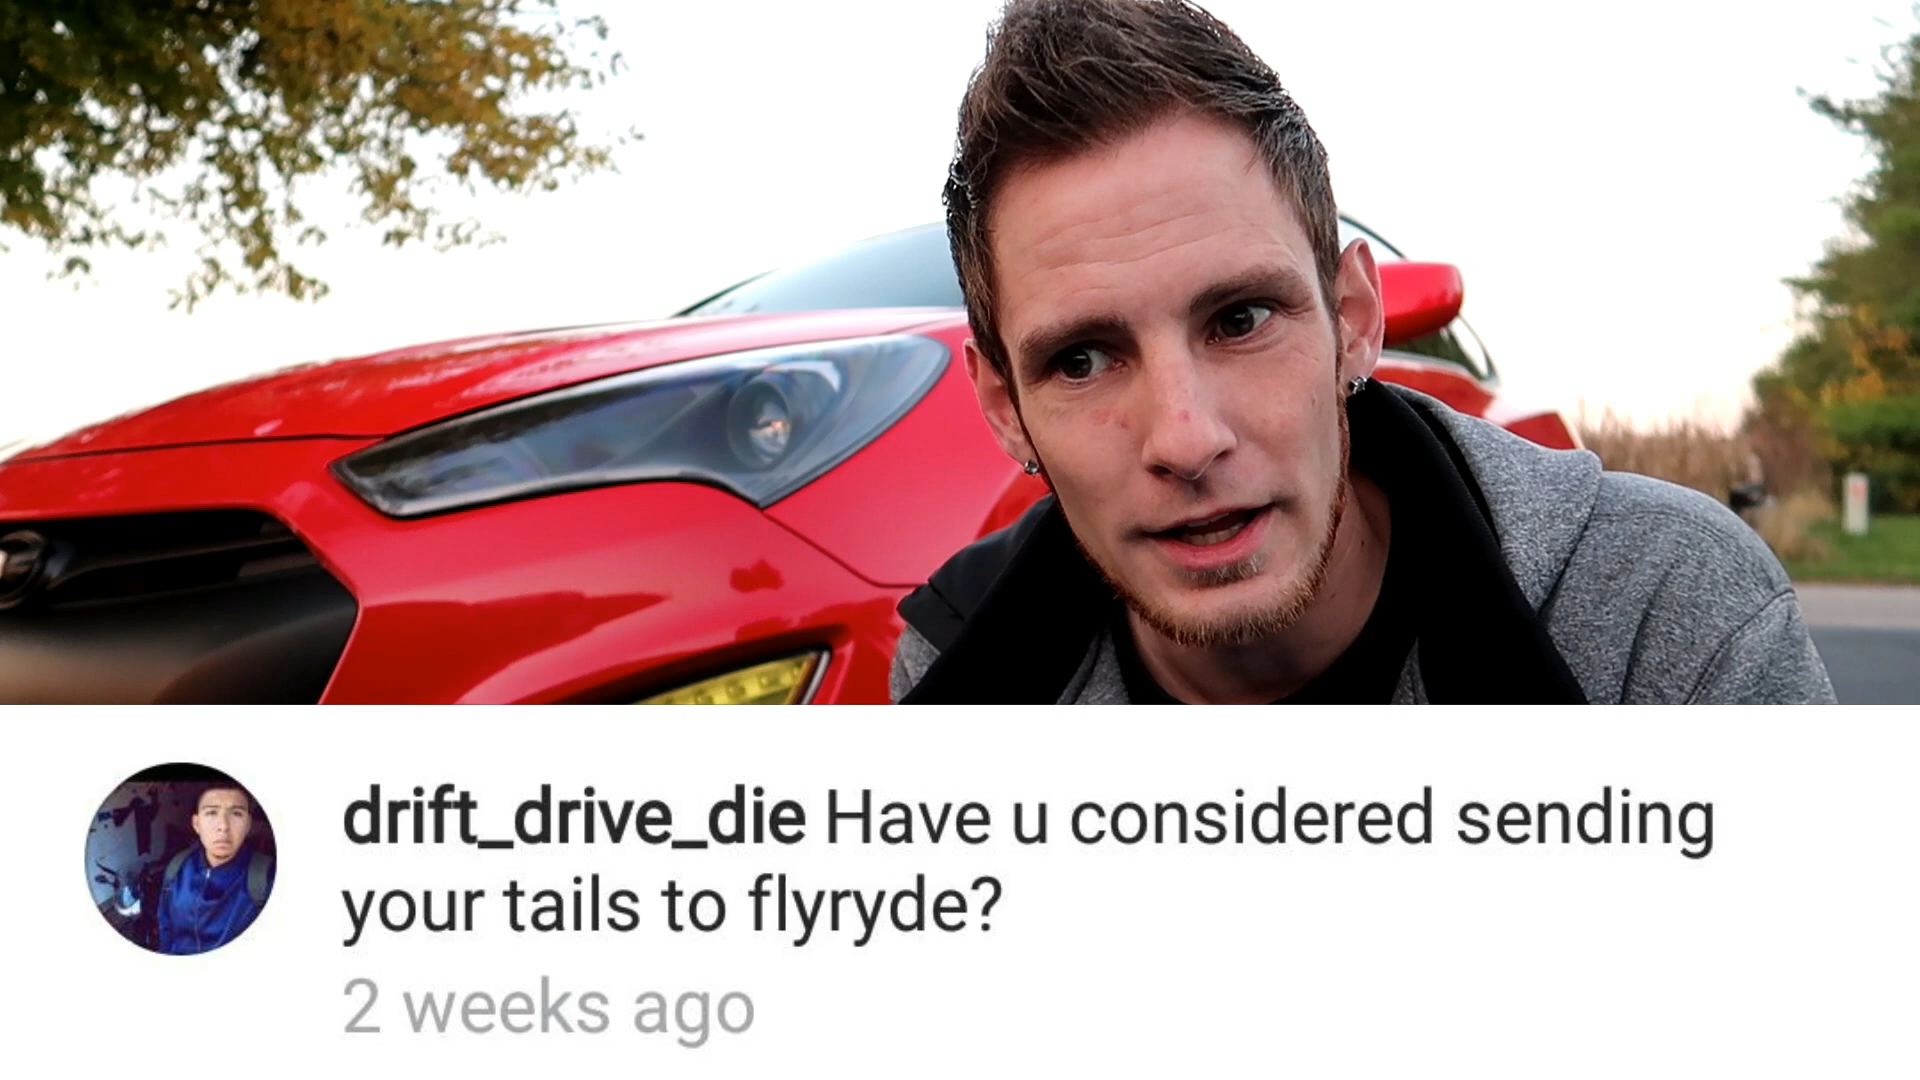 drift_drive_die Have u considered sending
your tails to flyryde?
2 weeks ago